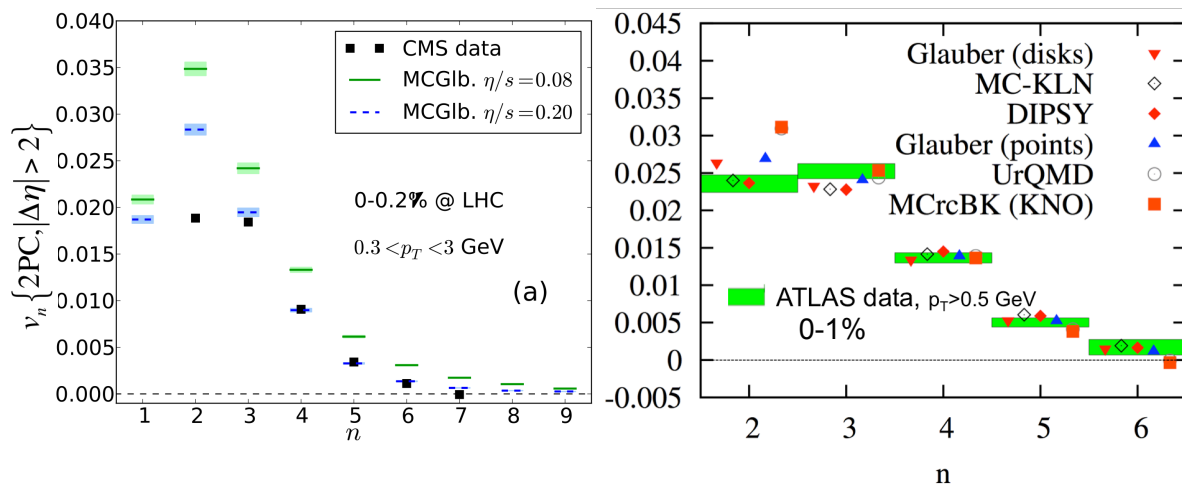 0.040
0.035
0.030
0.025
0.020
0.015
0.010
0.005
0.000
v_n{2PC,|Δη|>2}
CMS data
MCGlb. η/s=0.08
MCGlb. η/s=0.20
0-0.2% @ LHC
0.3<p_T<3 GeV
(a)
1 2 3 4 5 6 7 8 9
n
0.045
0.04
0.035
0.03
0.025
0.02
0.015
0.01
0.005
0
-0.005
Glauber (disks)
MC-KLN
DIPSY
Glauber (points)
UrQMD
MCrcBK (KNO)
ATLAS data, p_T>0.5 GeV
0-1%
2 3 4 5 6
n